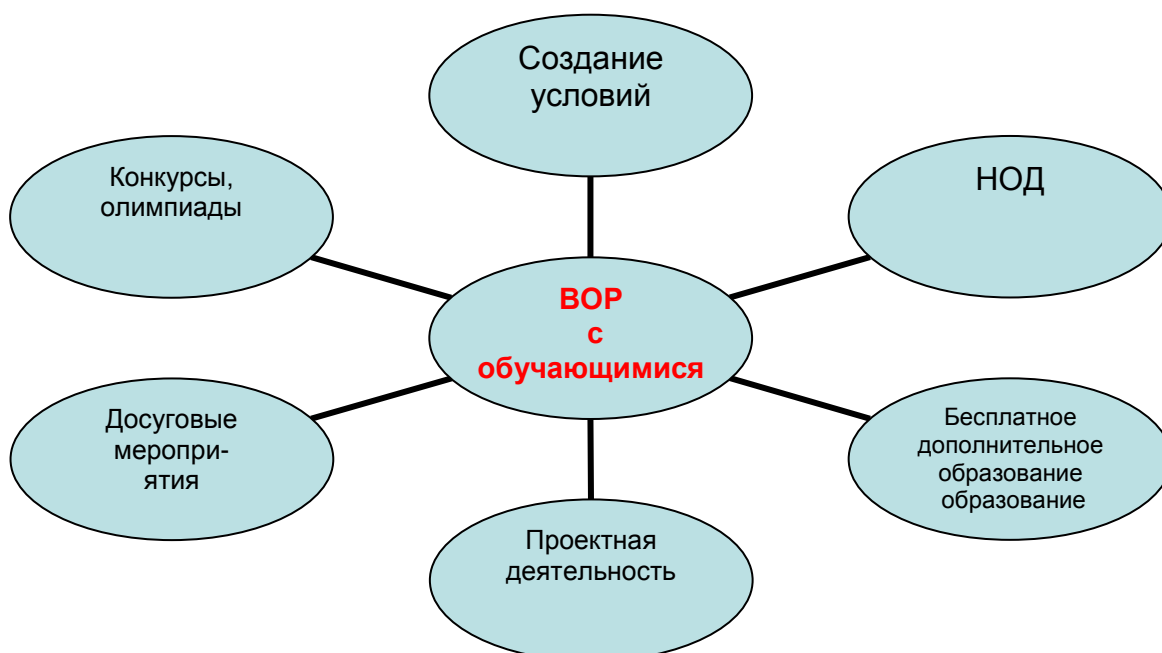 Создание
условий
Конкурсы,
олимпиады
НОД
ВОР
с
обучающимися
Досуговые
меропри-
ятия
Бесплатное
дополнительное
образование
образование
Проектная
деятельность